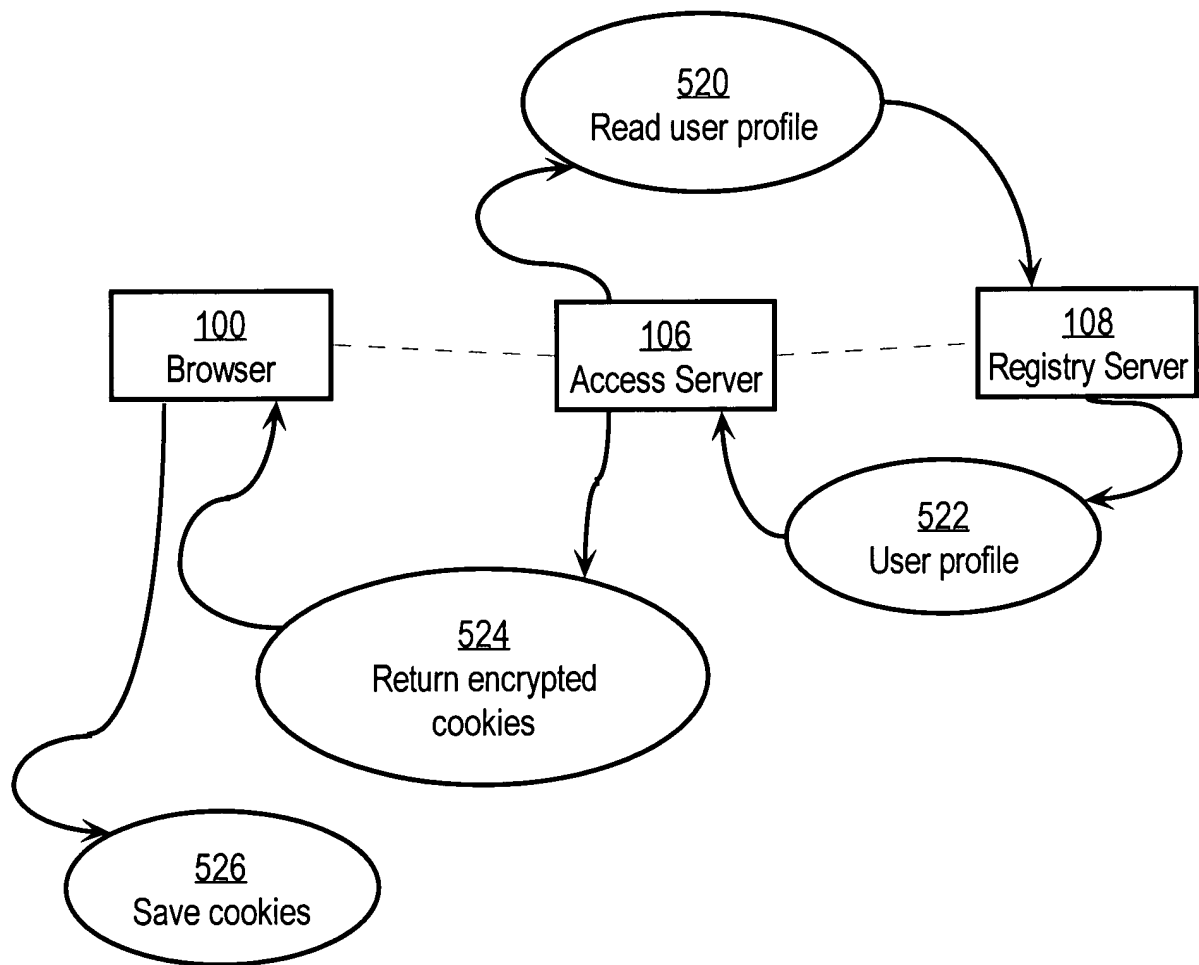 520
Read user profile
100
Browser
106
Access Server
108
Registry Server
522
User profile
524
Return encrypted
cookies
526
Save cookies